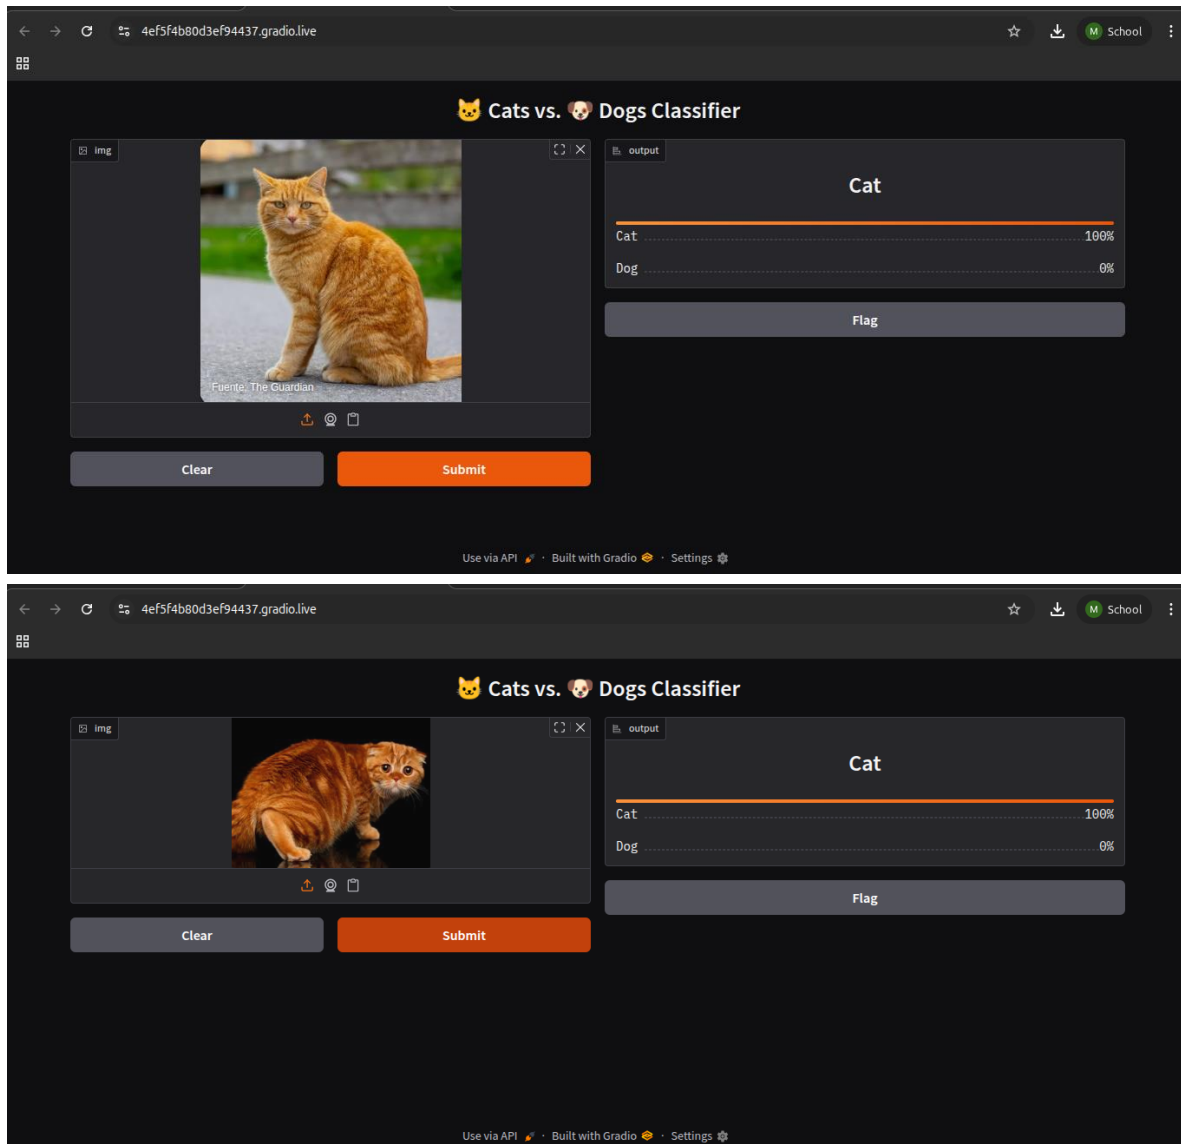 4ef5f4b80d3ef94437.gradio.live
M School
🐱 Cats vs. 🐶 Dogs Classifier
img
output
Fuente: The Guardian
Cat
Cat 100%
Dog 0%
Flag
Clear
Submit
Use via API 🚀 · Built with Gradio · Settings ⚙️
4ef5f4b80d3ef94437.gradio.live
M School
🐱 Cats vs. 🐶 Dogs Classifier
img
output
Cat
Cat 100%
Dog 0%
Flag
Clear
Submit
Use via API 🚀 · Built with Gradio · Settings ⚙️